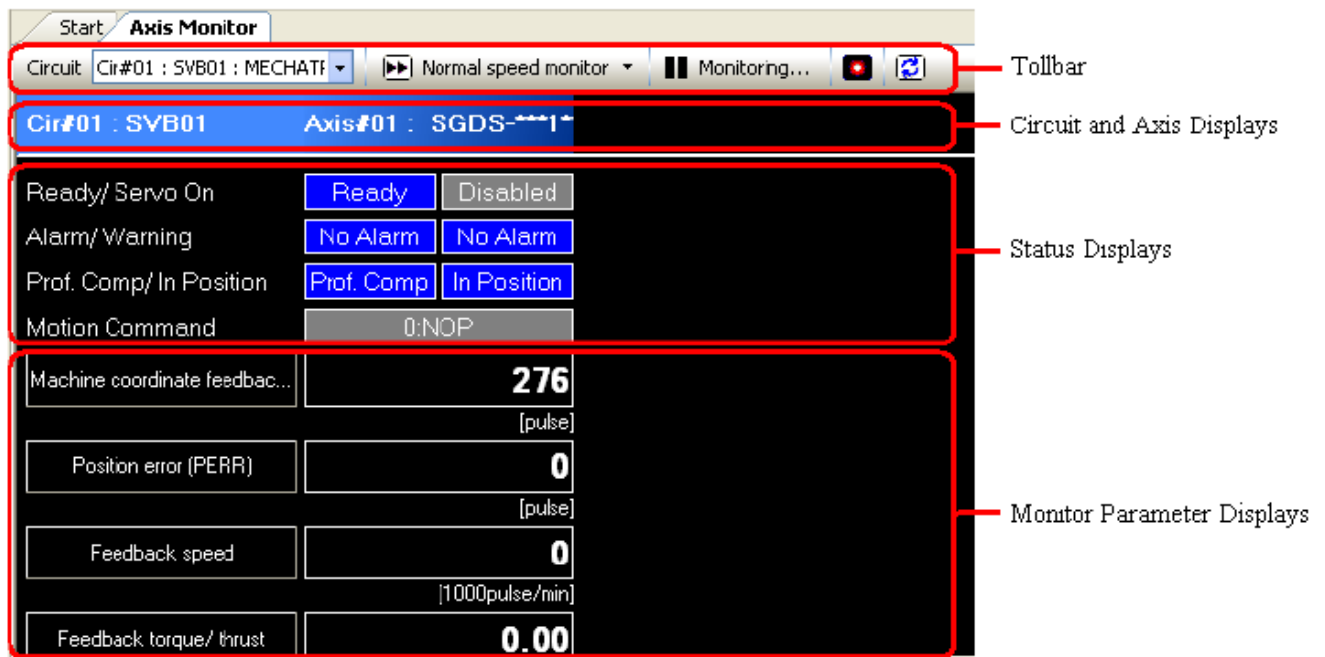 Start Axis Monitor
Circuit Cir#01 : SVB01 : MECHATR Normal speed monitor Monitoring...
Tollbar
Cir#01 : SVB01 Axis#01 : SGDS-***1*
Circuit and Axis Displays
Ready/ Servo On Ready Disabled
Alarm/ Warning No Alarm No Alarm
Status Displays
Prof. Comp/ In Position Prof. Comp In Position
Motion Command 0:NOP
Machine coordinate feedbac... 276
[pulse]
Position error (PERR) 0
[pulse]
Monitor Parameter Displays
Feedback speed 0
[1000pulse/min]
Feedback torque/ thrust 0.00